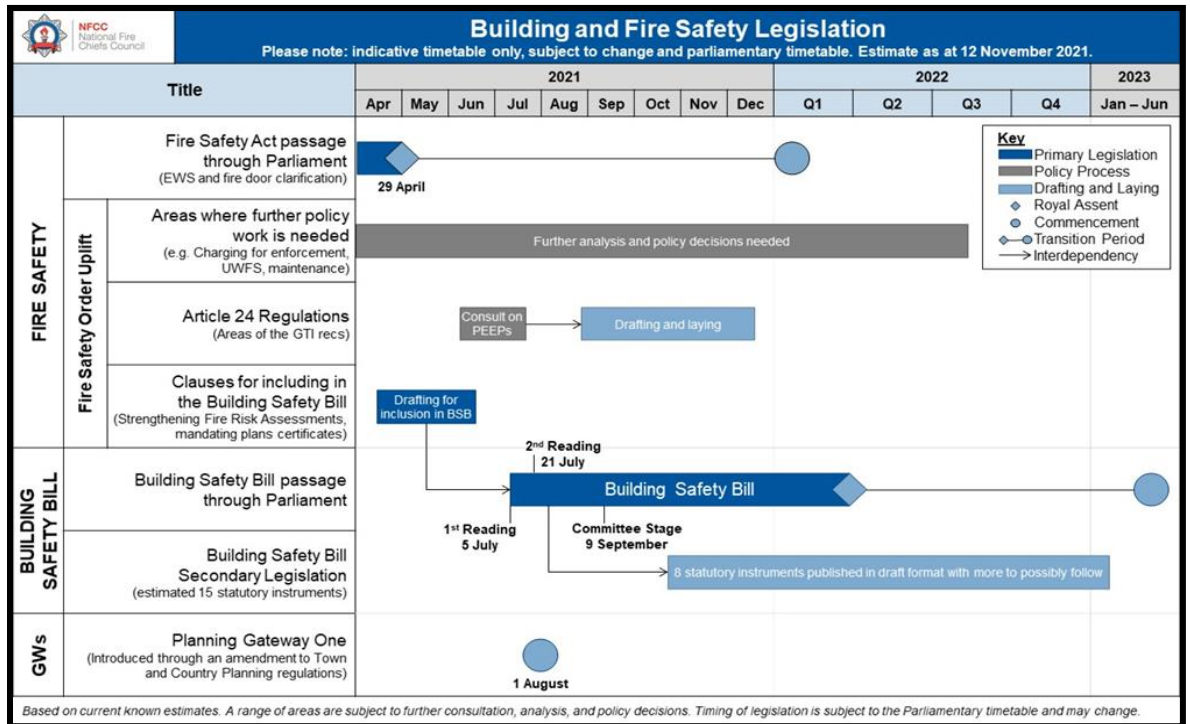 NFCC
National Fire
Chiefs Council
Building and Fire Safety Legislation
Please note: indicative timetable only, subject to change and parliamentary timetable. Estimate as at 12 November 2021.
Title
2021
2022
2023
Apr
May
Jun
Jul
Aug
Sep
Oct
Nov
Dec
Q1
Q2
Q3
Q4
Jan – Jun
FIRE SAFETY
Fire Safety Act passage
through Parliament
(EWS and fire door clarification)
29 April
Key
Primary Legislation
Policy Process
Drafting and Laying
Royal Assent
Commencement
Transition Period
Interdependency
Fire Safety Order Uplift
Areas where further policy
work is needed
(e.g. Charging for enforcement,
UWFS, maintenance)
Further analysis and policy decisions needed
Article 24 Regulations
(Areas of the GTI recs)
Consult on
PEEPs
Drafting and laying
Clauses for including in
the Building Safety Bill
(Strengthening Fire Risk Assessments,
mandating plans certificates)
Drafting for
inclusion in BSB
BUILDING
SAFETY BILL
Building Safety Bill passage
through Parliament
2nd Reading
21 July
Building Safety Bill
1st Reading
5 July
Committee Stage
9 September
Building Safety Bill
Secondary Legislation
(estimated 15 statutory instruments)
8 statutory instruments published in draft format with more to possibly follow
GWs
Planning Gateway One
(Introduced through an amendment to Town
and Country Planning regulations)
1 August
Based on current known estimates. A range of areas are subject to further consultation, analysis, and policy decisions. Timing of legislation is subject to the Parliamentary timetable and may change.